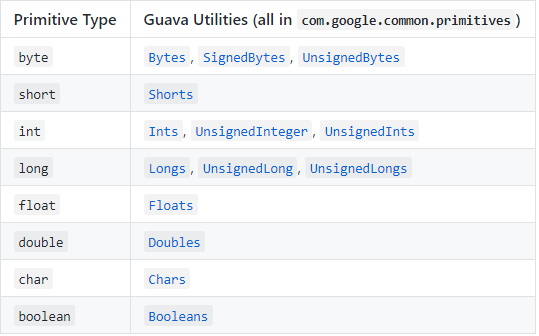 Primitive Type Guava Utilities (all in com.google.common.primitives)
byte Bytes, SignedBytes, UnsignedBytes
short Shorts
int Ints, UnsignedInteger, UnsignedInts
long Longs, UnsignedLong, UnsignedLongs
float Floats
double Doubles
char Chars
boolean Booleans